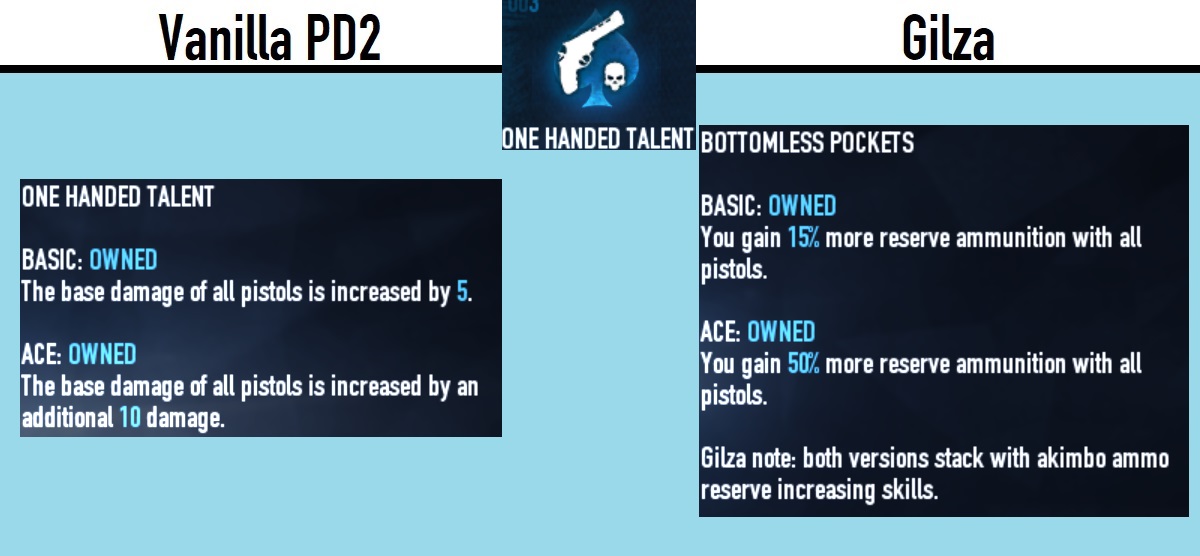 Vanilla PD2
Gilza
ONE HANDED TALENT
ONE HANDED TALENT
BASIC: OWNED
The base damage of all pistols is increased by 5.
ACE: OWNED
The base damage of all pistols is increased by an
additional 10 damage.
BOTTOMLESS POCKETS
BASIC: OWNED
You gain 15% more reserve ammunition with all
pistols.
ACE: OWNED
You gain 50% more reserve ammunition with all
pistols.
Gilza note: both versions stack with akimbo ammo
reserve increasing skills.